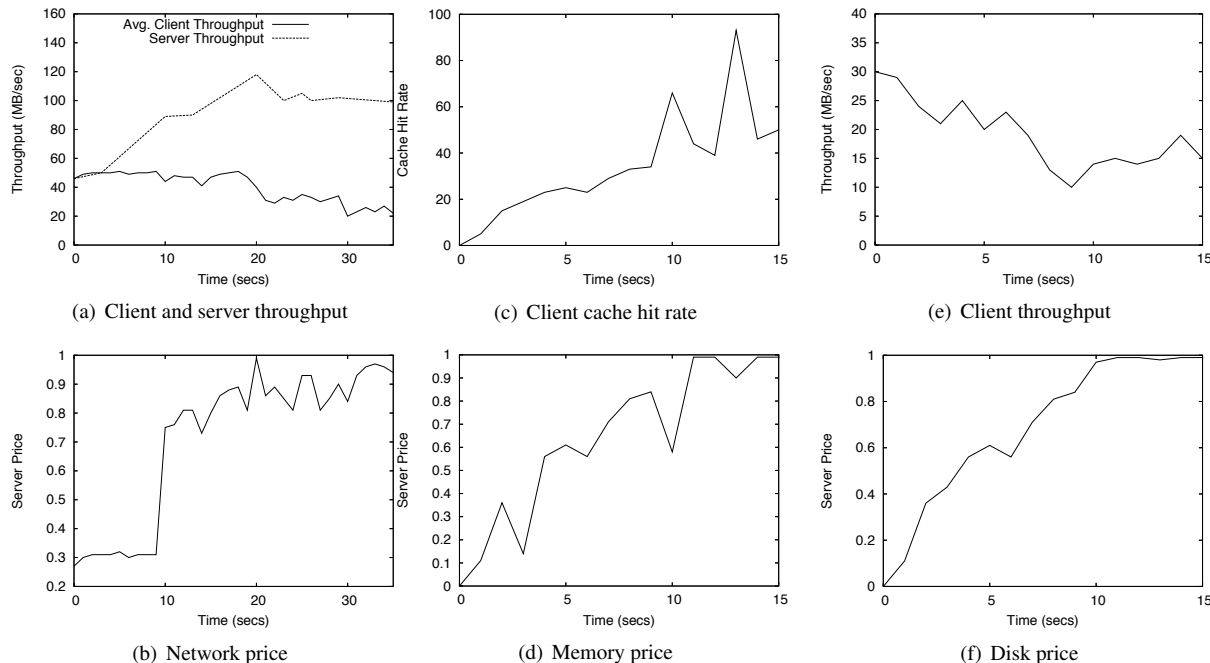 Avg. Client Throughput
Server Throughput
160
140
120
100
80
60
40
20
0
Throughput (MB/sec)
0 10 20 30
Time (secs)
(a) Client and server throughput
100
80
60
40
20
0
Cache Hit Rate
0 5 10 15
Time (secs)
(c) Client cache hit rate
40
35
30
25
20
15
10
5
0
Throughput (MB/sec)
0 5 10 15
Time (secs)
(e) Client throughput
1
0.9
0.8
0.7
0.6
0.5
0.4
0.3
0.2
Server Price
0 10 20 30
Time (secs)
(b) Network price
1
0.9
0.8
0.7
0.6
0.5
0.4
0.3
0.2
0.1
0
Server Price
0 5 10 15
Time (secs)
(d) Memory price
1
0.8
0.6
0.4
0.2
0
Server Price
0 5 10 15
Time (secs)
(f) Disk price